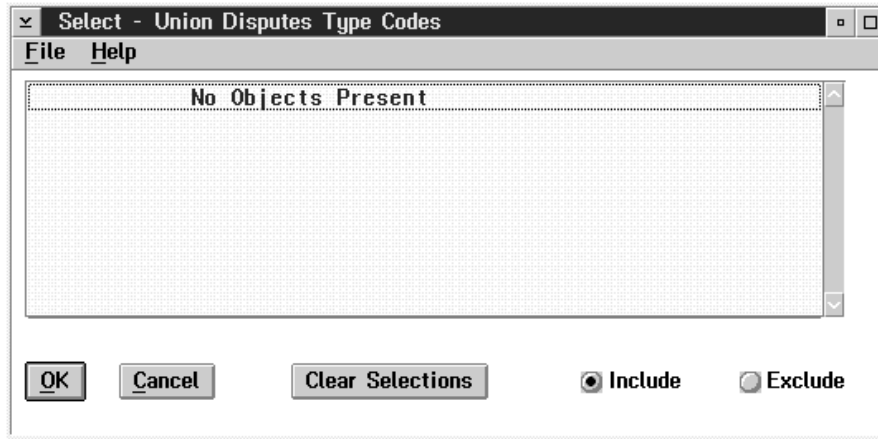 Select - Union Disputes Type Codes
File Help
No Objects Present
OK Cancel Clear Selections Include Exclude